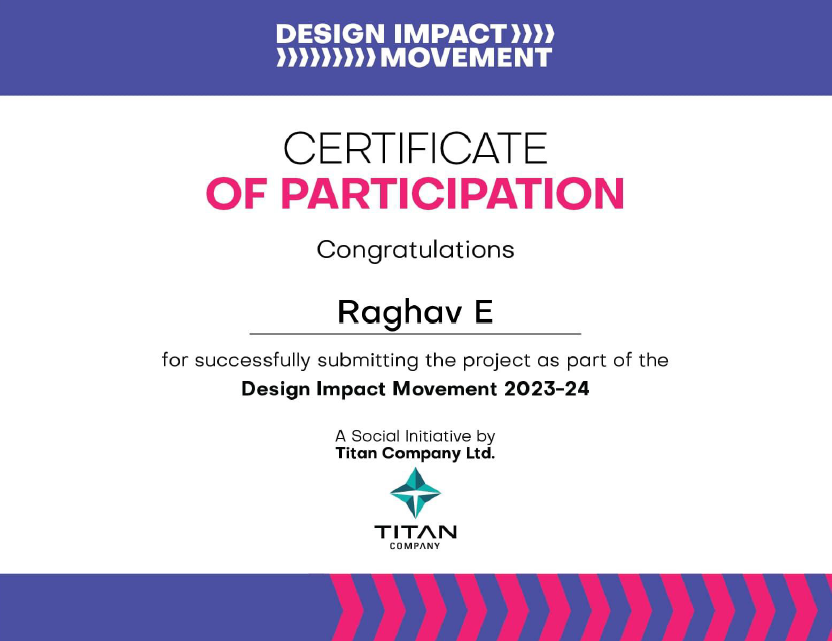 DESIGN IMPACT
MOVEMENT
CERTIFICATE
OF PARTICIPATION
Congratulations
Raghav E
for successfully submitting the project as part of the
Design Impact Movement 2023-24
A Social Initiative by
Titan Company Ltd.
TITAN
COMPANY